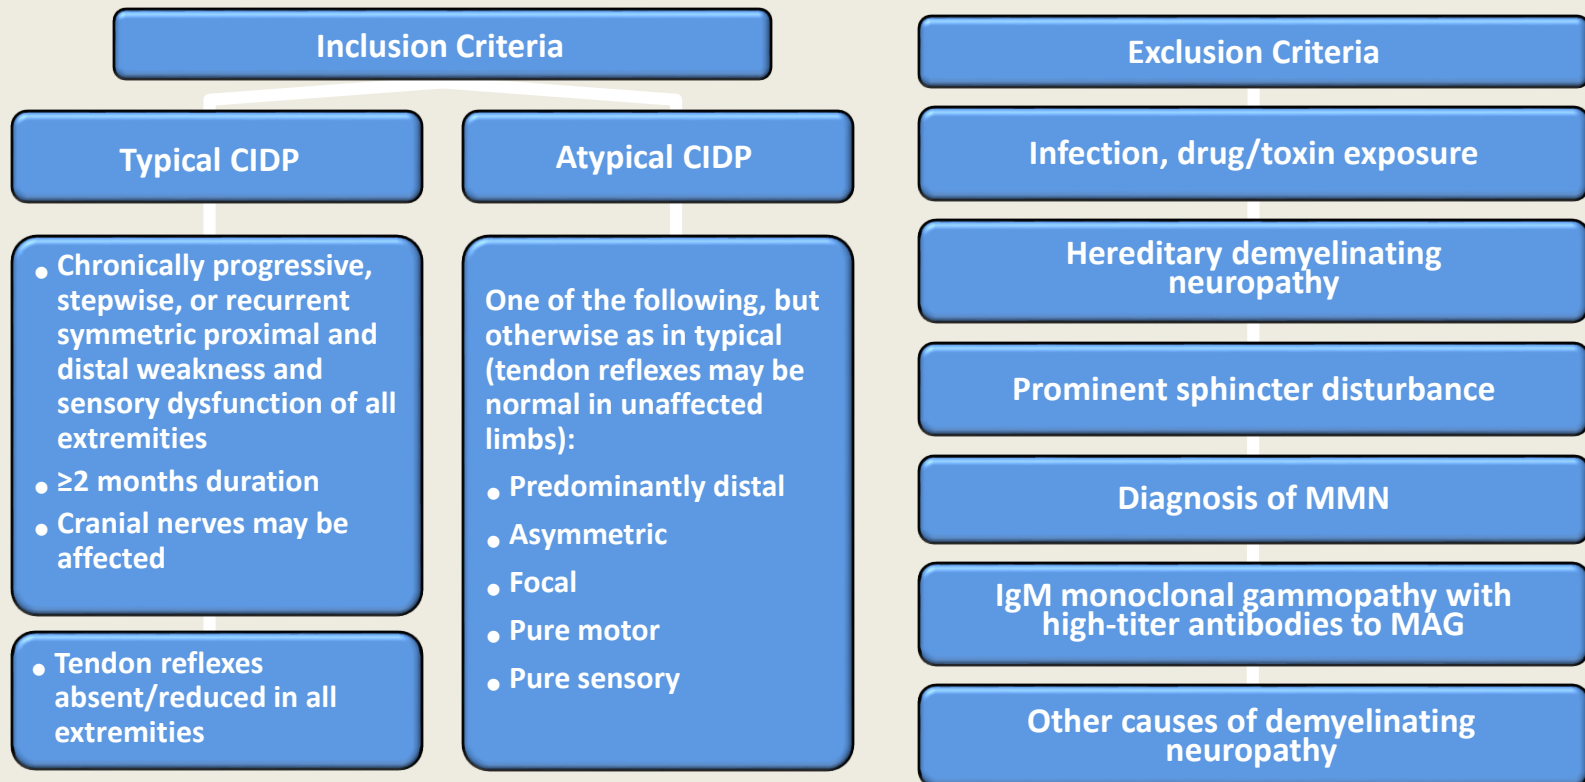 Inclusion Criteria
Typical CIDP
• Chronically progressive,
stepwise, or recurrent
symmetric proximal and
distal weakness and
sensory dysfunction of all
extremities
• ≥2 months duration
• Cranial nerves may be
affected
• Tendon reflexes
absent/reduced in all
extremities
Atypical CIDP
One of the following, but
otherwise as in typical
(tendon reflexes may be
normal in unaffected
limbs):
• Predominantly distal
• Asymmetric
• Focal
• Pure motor
• Pure sensory
Exclusion Criteria
Infection, drug/toxin exposure
Hereditary demyelinating
neuropathy
Prominent sphincter disturbance
Diagnosis of MMN
IgM monoclonal gammopathy with
high-titer antibodies to MAG
Other causes of demyelinating
neuropathy